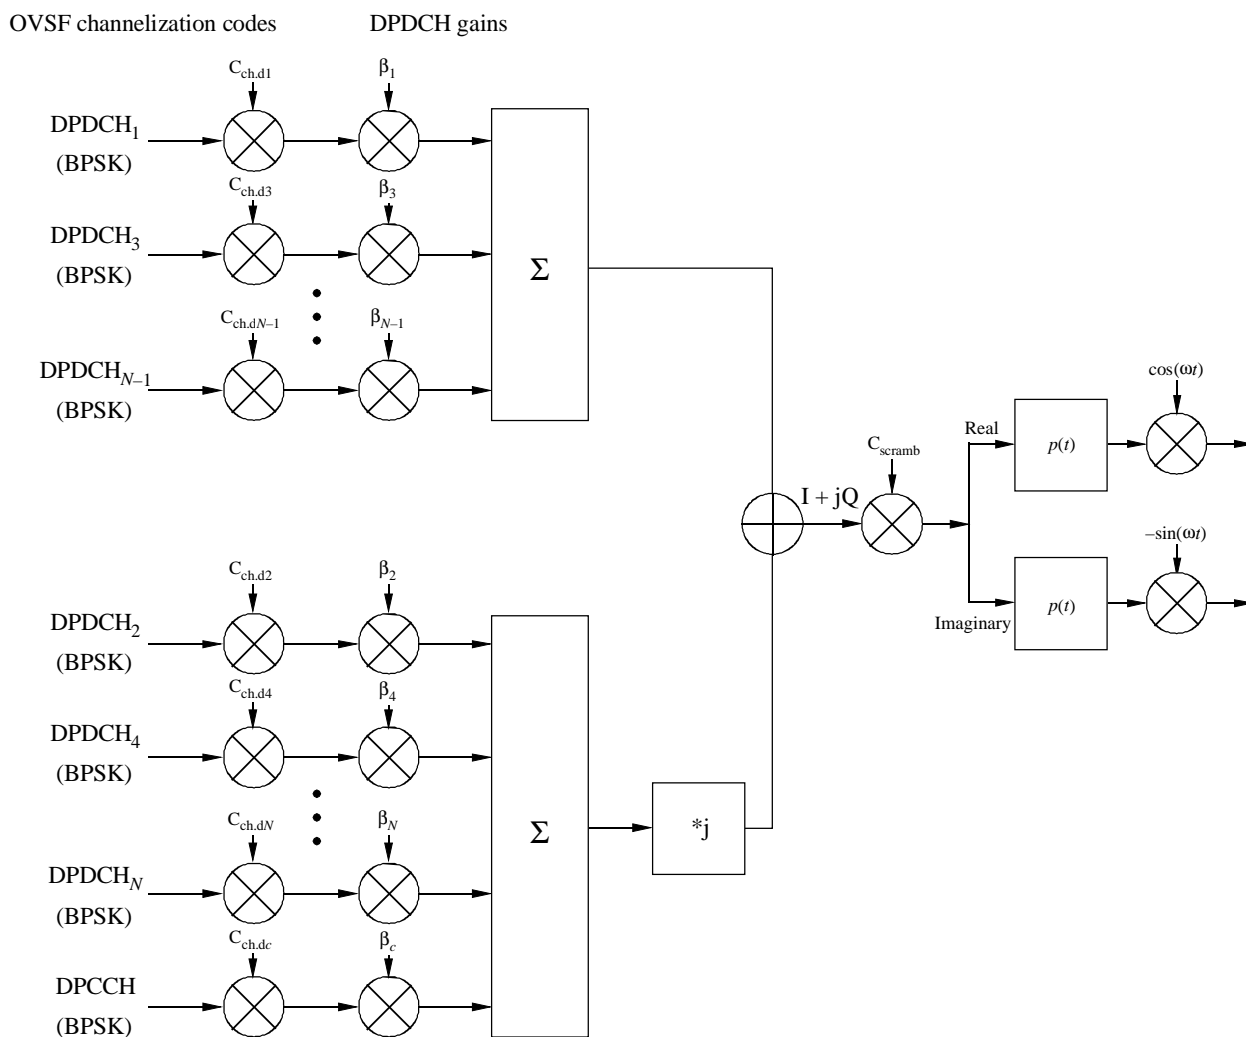 OVSF channelization codes DPDCH gains
C_ch.d1 β_1
DPDCH_1
(BPSK)
C_ch.d3 β_3
DPDCH_3
(BPSK)
Σ
C_ch.dN–1 β_N–1
DPDCH_N–1
(BPSK)
cos(ωt)
Real
p(t)
C_scramb
I + jQ
–sin(ωt)
Imaginary
p(t)
C_ch.d2 β_2
DPDCH_2
(BPSK)
C_ch.d4 β_4
DPDCH_4
(BPSK)
Σ
*j
C_ch.dN β_N
DPDCH_N
(BPSK)
C_ch.dc β_c
DPCCH
(BPSK)